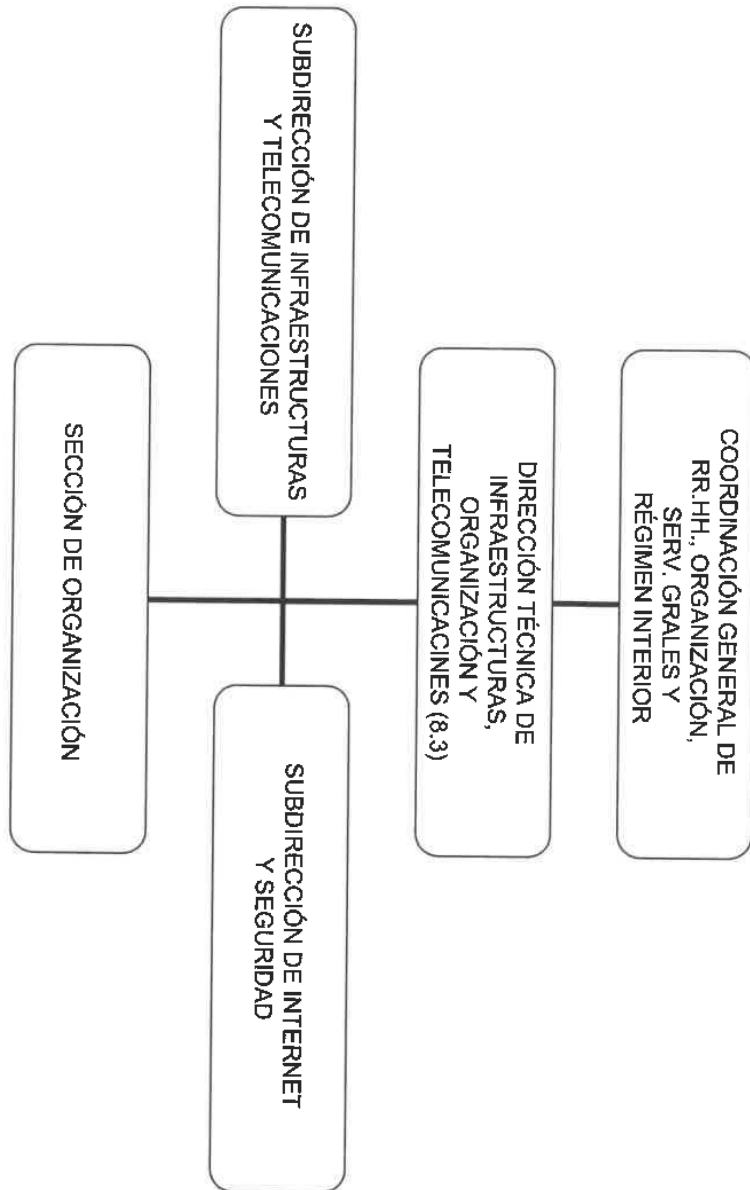 COORDINACIÓN GENERAL DE
RR.HH., ORGANIZACIÓN,
SERV. GRALES Y
RÉGIMEN INTERIOR
DIRECCIÓN TÉCNICA DE
INFRAESTRUCTURAS,
ORGANIZACIÓN Y
TELECOMUNICACINES (8.3)
SUBDIRECCIÓN DE INFRAESTRUCTURAS
Y TELECOMUNICACIONES
SUBDIRECCIÓN DE INTERNET
Y SEGURIDAD
SECCIÓN DE ORGANIZACIÓN